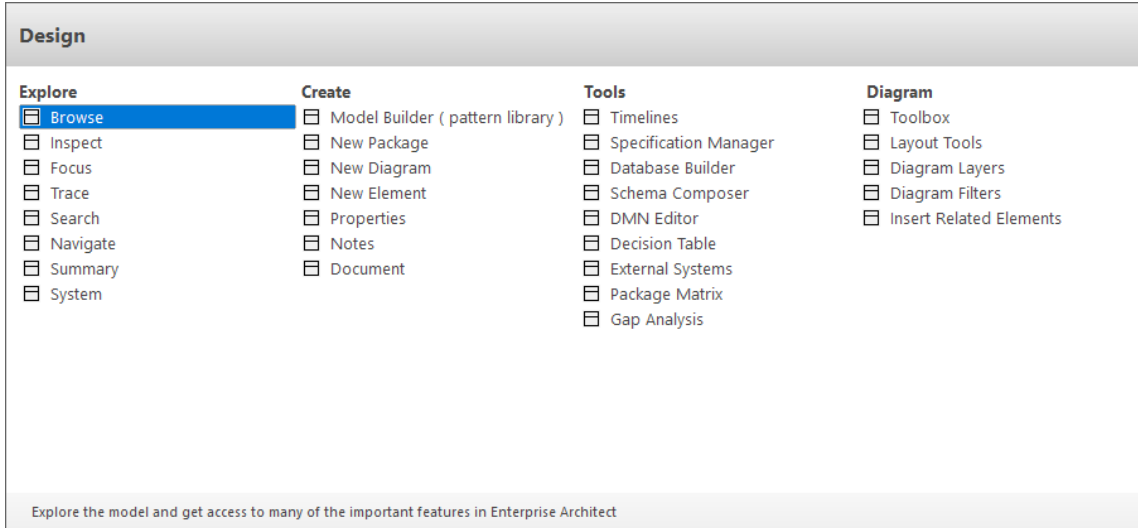 Design
Explore
Browse
Inspect
Focus
Trace
Search
Navigate
Summary
System
Create
Model Builder ( pattern library )
New Package
New Diagram
New Element
Properties
Notes
Document
Tools
Timelines
Specification Manager
Database Builder
Schema Composer
DMN Editor
Decision Table
External Systems
Package Matrix
Gap Analysis
Diagram
Toolbox
Layout Tools
Diagram Layers
Diagram Filters
Insert Related Elements
Explore the model and get access to many of the important features in Enterprise Architect